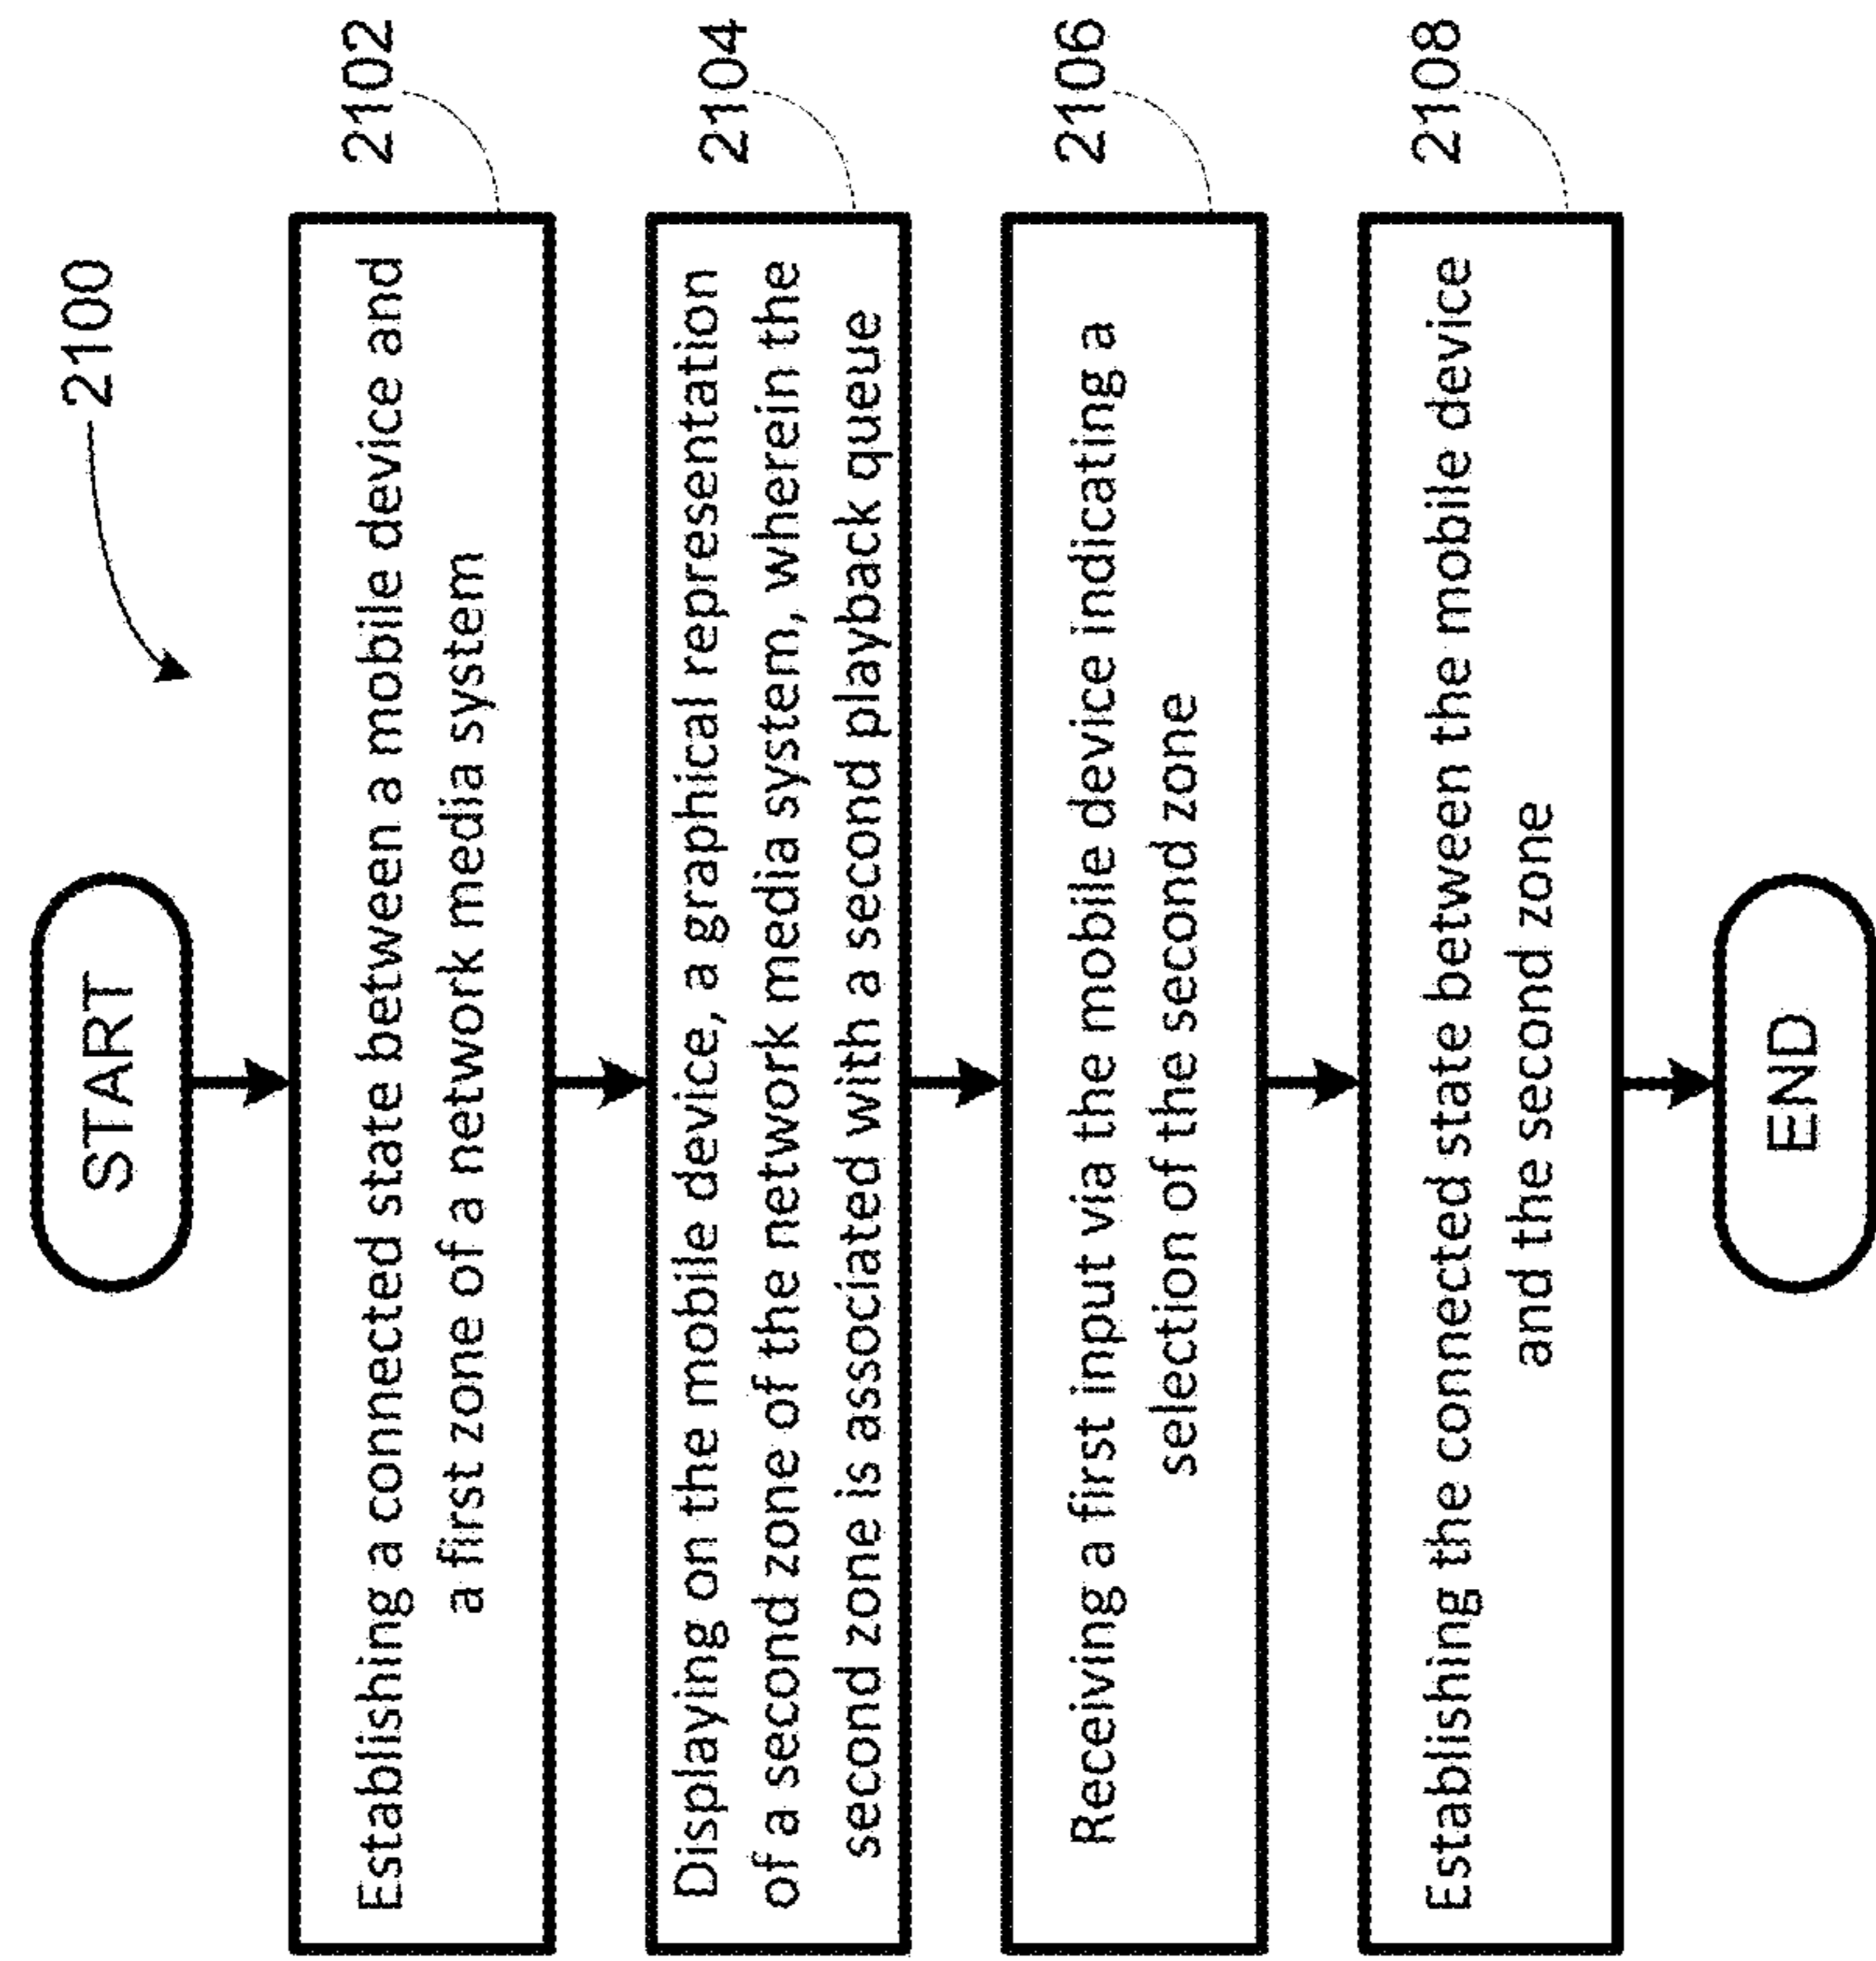 2100
START
2102
Establishing a connected state between a mobile device and
a first zone of a network media system
2104
Displaying on the mobile device, a graphical representation
of a second zone of the network media system, wherein the
second zone is associated with a second playback queue
2106
Receiving a first input via the mobile device indicating a
selection of the second zone
2108
Establishing the connected state between the mobile device
and the second zone
END